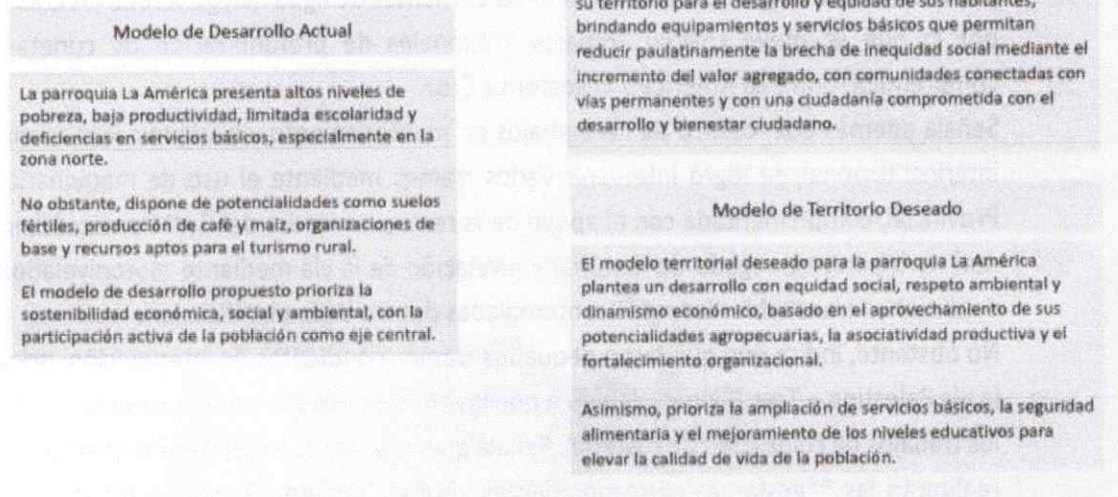 Modelo de Desarrollo Actual
La parroquia La América presenta altos niveles de
pobreza, baja productividad, limitada escolaridad y
deficiencias en servicios básicos, especialmente en la
zona norte.
No obstante, dispone de potencialidades como suelos
fértiles, producción de café y maíz, organizaciones de
base y recursos aptos para el turismo rural.
El modelo de desarrollo propuesto prioriza la
sostenibilidad económica, social y ambiental, con la
participación activa de la población como eje central.
su territorio para el desarrollo y equidad de sus habitantes,
brindando equipamientos y servicios básicos que permitan
reducir paulatinamente la brecha de inequidad social mediante el
incremento del valor agregado, con comunidades conectadas con
vías permanentes y con una ciudadanía comprometida con el
desarrollo y bienestar ciudadano.
Modelo de Territorio Deseado
El modelo territorial deseado para la parroquia La América
plantea un desarrollo con equidad social, respeto ambiental y
dinamismo económico, basado en el aprovechamiento de sus
potencialidades agropecuarias, la asociatividad productiva y el
fortalecimiento organizacional.
Asimismo, prioriza la ampliación de servicios básicos, la seguridad
alimentaria y el mejoramiento de los niveles educativos para
elevar la calidad de vida de la población.